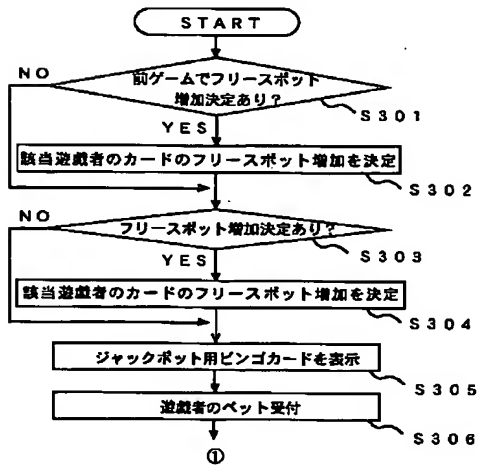 START
前ゲームでフリースポット
増加決定あり?
NO
S301
YES
該当遊戯者のカードのフリースポット増加を決定
S302
NO
フリースポット増加決定あり?
S303
YES
該当遊戯者のカードのフリースポット増加を決定
S304
ジャックポット用ビンゴカードを表示
S305
遊戯者のベット受付
S306
①